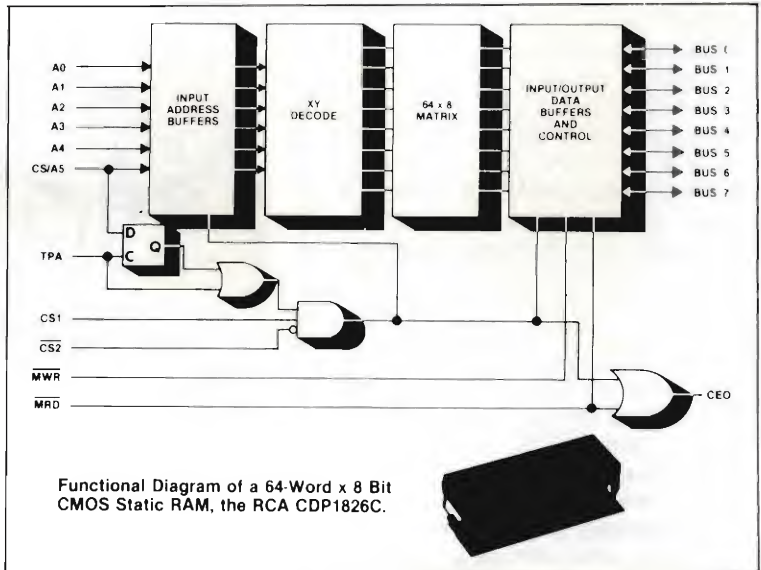 A0
A1
A2
A3
A4
CS/A5
TPA
CS1
CS2
MWR
MRD
INPUT
ADDRESS
BUFFERS
XY
DECODE
64 x 8
MATRIX
INPUT/OUTPUT
DATA
BUFFERS
AND
CONTROL
BUS 0
BUS 1
BUS 2
BUS 3
BUS 4
BUS 5
BUS 6
BUS 7
D
Q
C
CEO
Functional Diagram of a 64-Word x 8 Bit
CMOS Static RAM, the RCA CDP1826C.